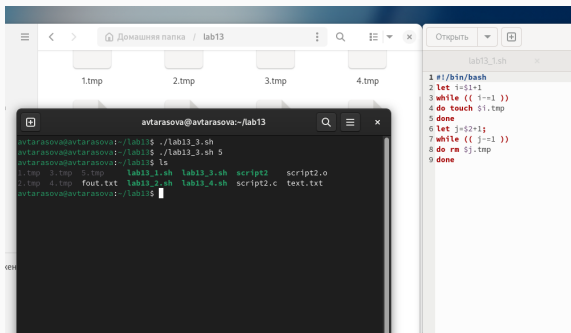 Домашняя папка / lab13
Открыть
lab13_1.sh
1.tmp 2.tmp 3.tmp 4.tmp
1 #!/bin/bash
2 let i=$1+1
3 while (( i-=1 ))
4 do touch $i.tmp
5 done
6 let j=$2+1;
7 while (( j-=1 ))
8 do rm $j.tmp
9 done
avtarasova@avtarasova:~/lab13
avtarasova@avtarasova:~/lab13$ ./lab13_3.sh
avtarasova@avtarasova:~/lab13$ ./lab13_3.sh 5
avtarasova@avtarasova:~/lab13$ ls
1.tmp 3.tmp 5.tmp lab13_1.sh lab13_3.sh script2 script2.o
2.tmp 4.tmp fout.txt lab13_2.sh lab13_4.sh script2.c text.txt
avtarasova@avtarasova:~/lab13$